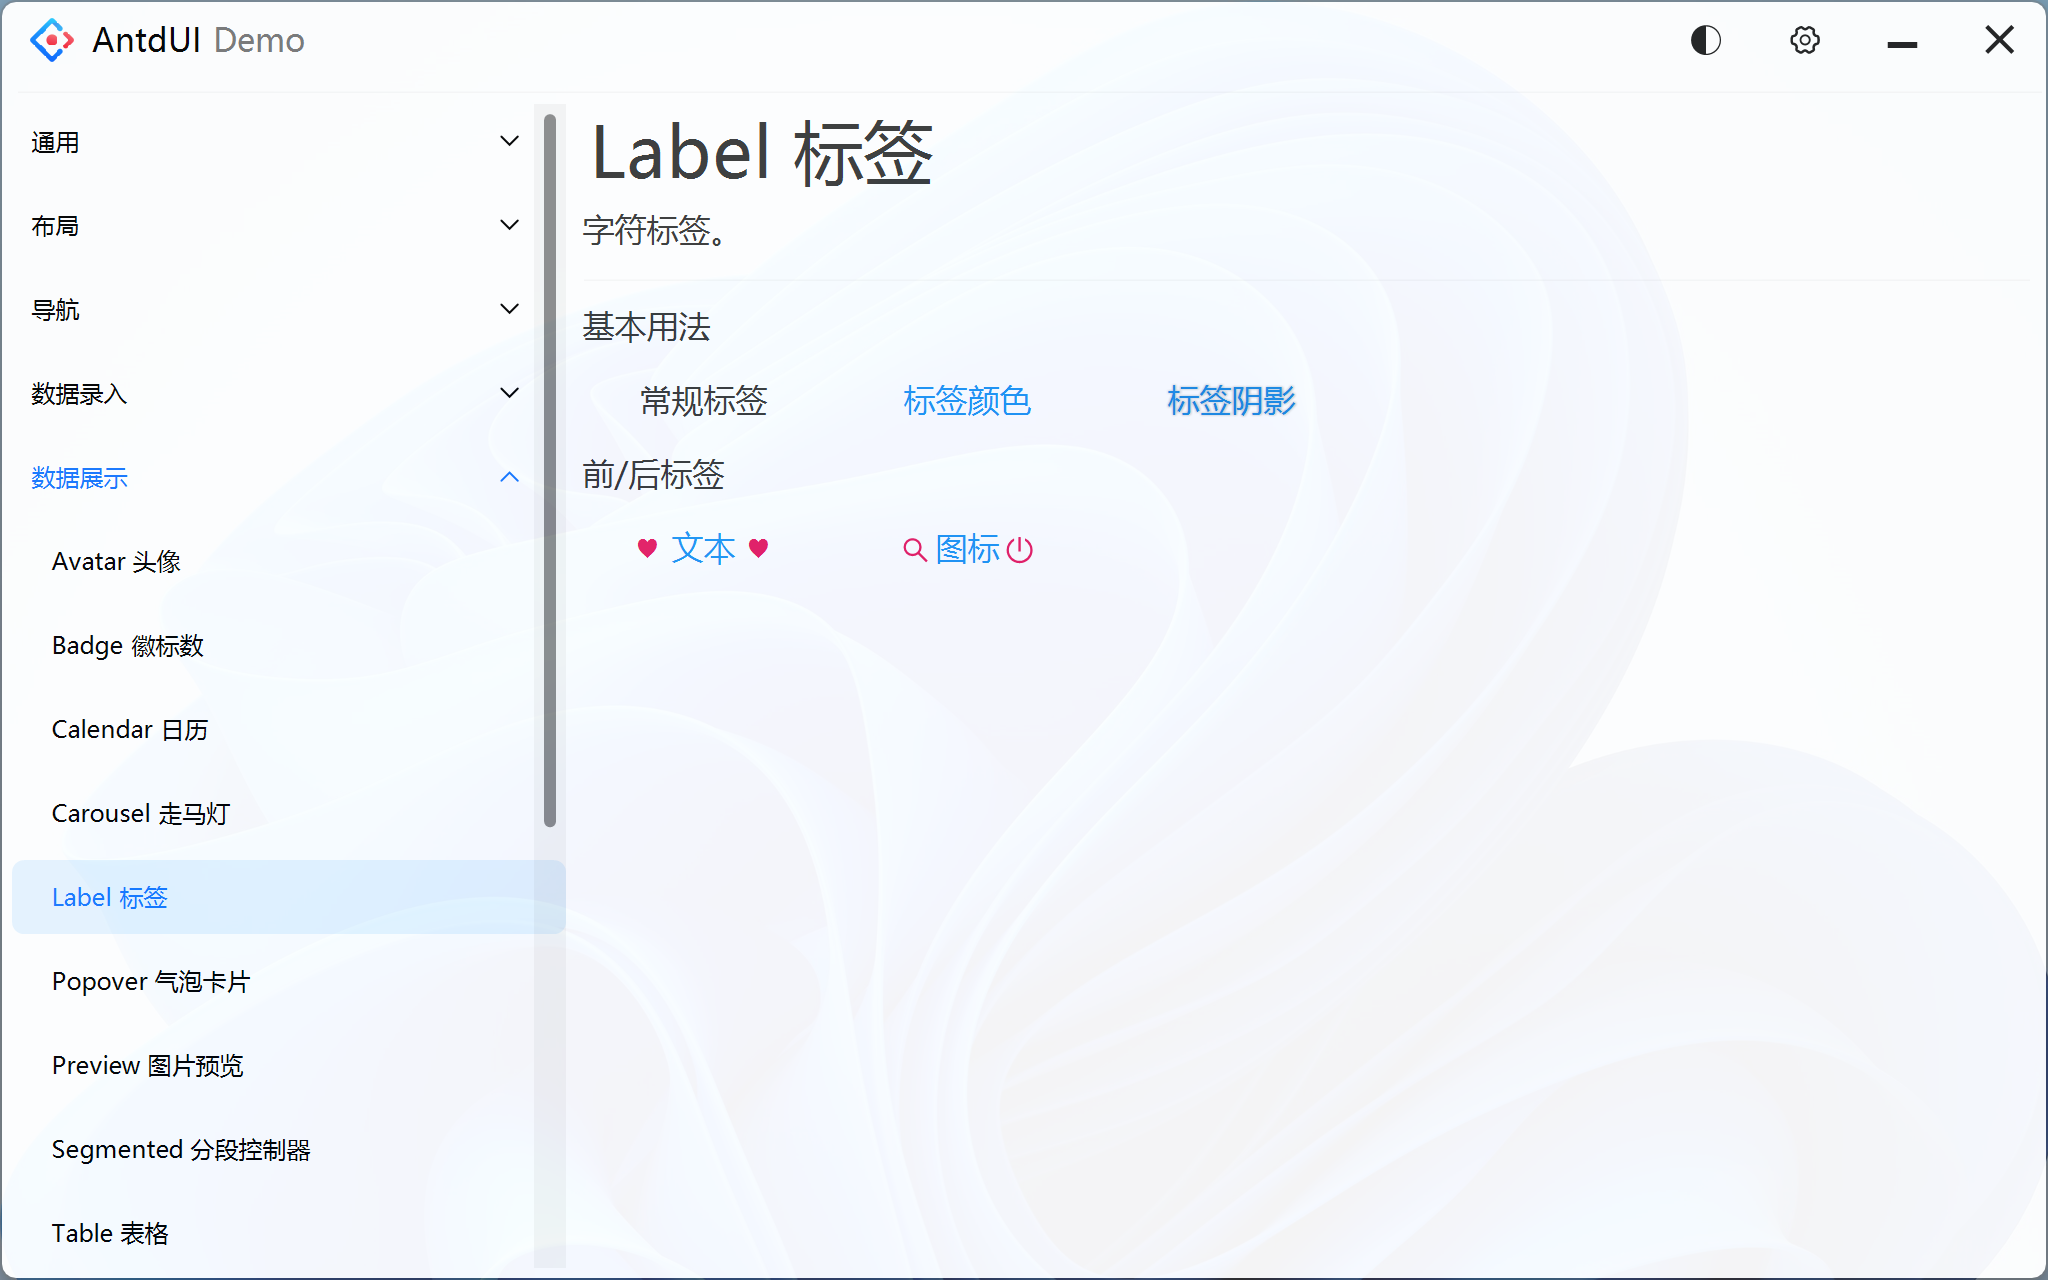 AntdUI Demo
通用
布局
导航
数据录入
数据展示
Avatar 头像
Badge 徽标数
Calendar 日历
Carousel 走马灯
Label 标签
Popover 气泡卡片
Preview 图片预览
Segmented 分段控制器
Table 表格
Label 标签
字符标签。
基本用法
常规标签 标签颜色 标签阴影
前/后标签
文本 图标